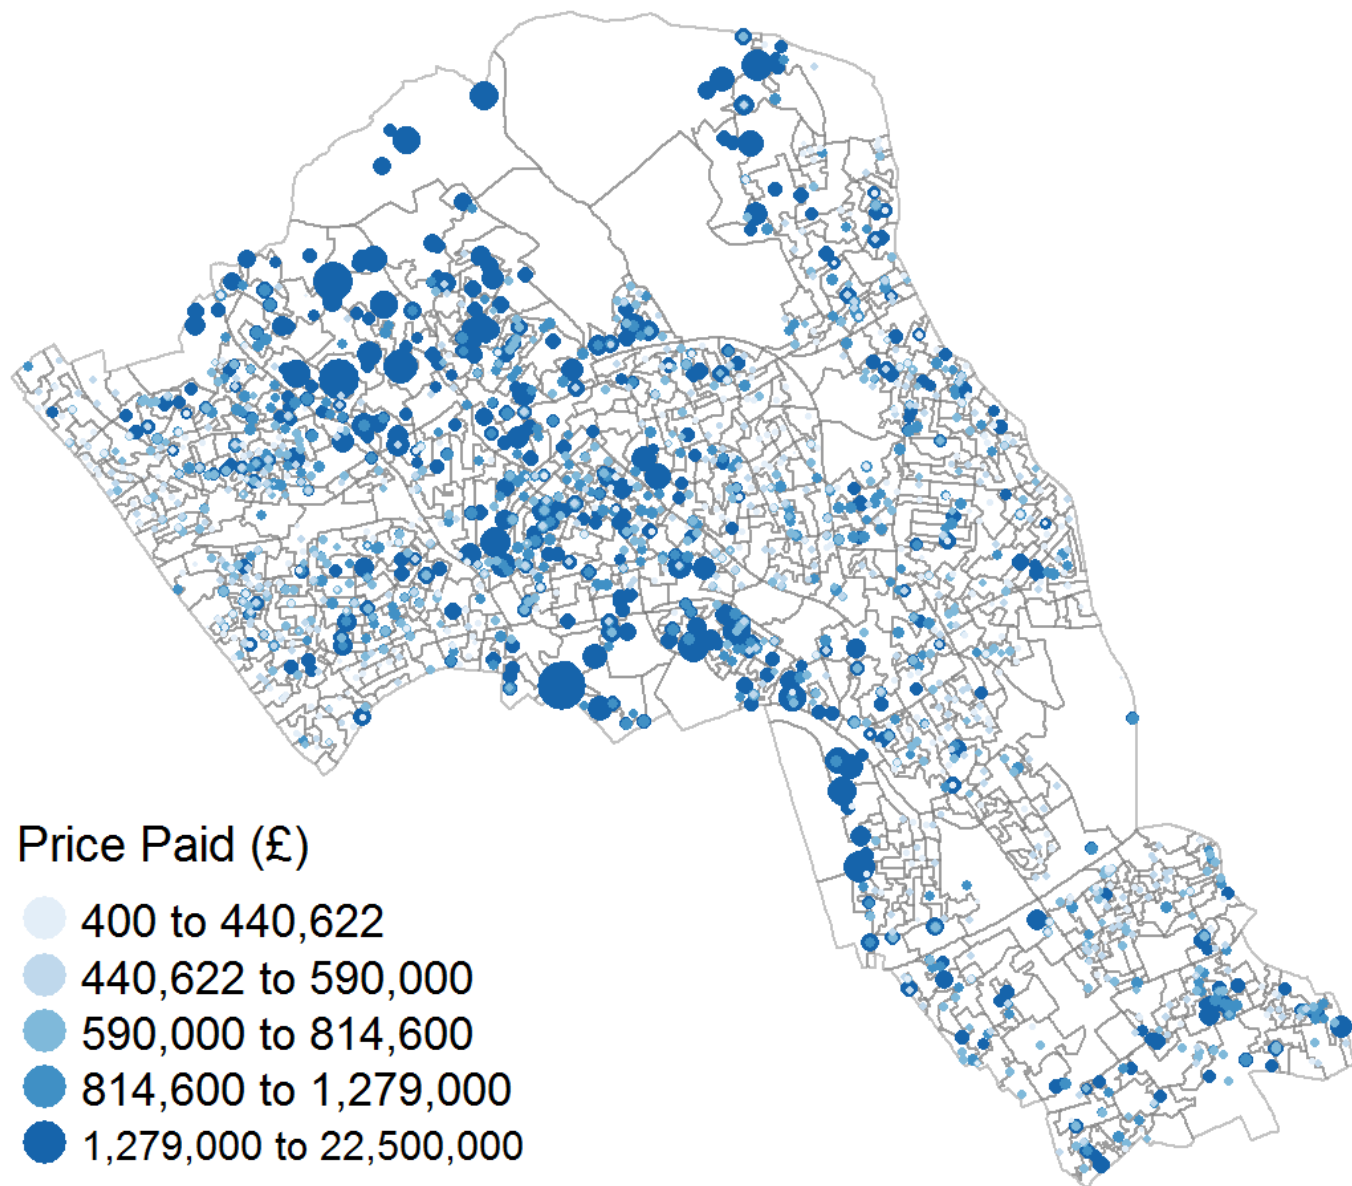 Price Paid (£)
400 to 440,622
440,622 to 590,000
590,000 to 814,600
814,600 to 1,279,000
1,279,000 to 22,500,000